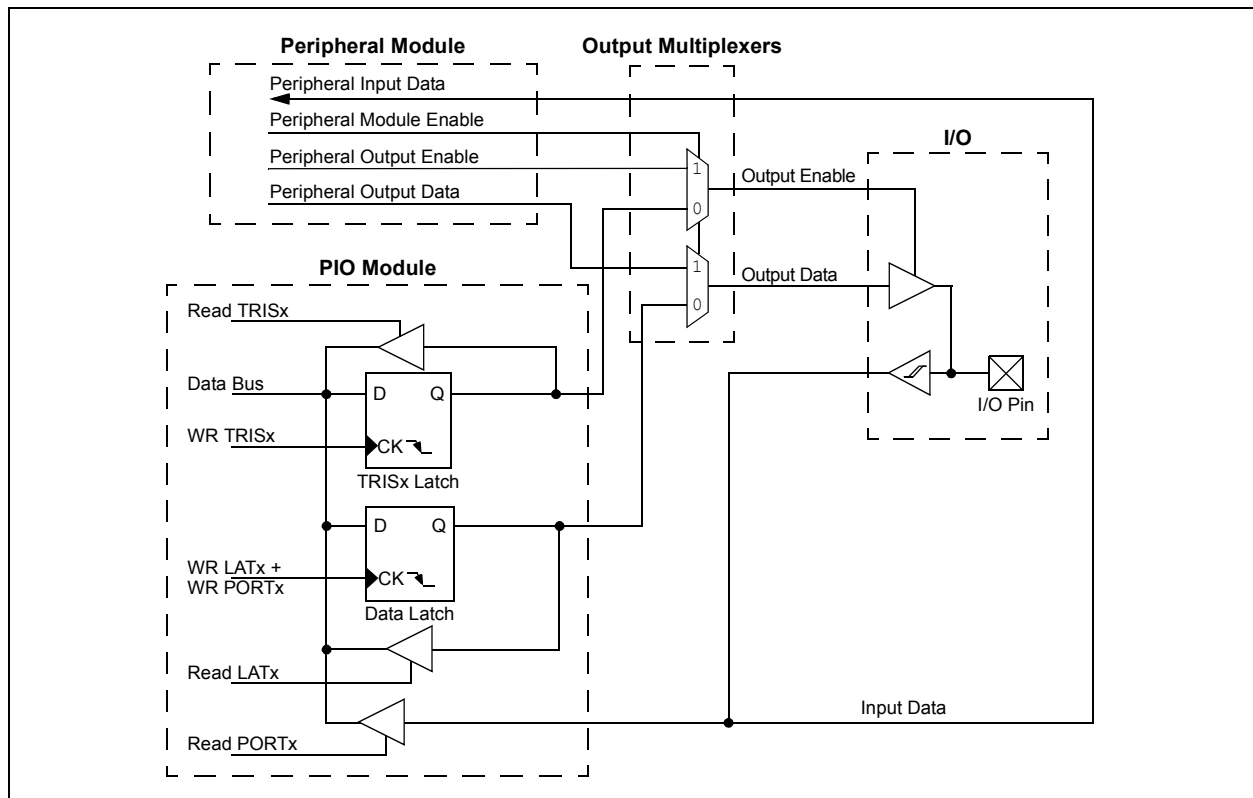 Peripheral Module
Output Multiplexers
Peripheral Input Data
Peripheral Module Enable
Peripheral Output Enable
Peripheral Output Data
1
0
Output Enable
I/O
1
0
Output Data
I/O Pin
PIO Module
Read TRISx
Data Bus
D
Q
WR TRISx
CK
TRISx Latch
D
Q
WR LATx +
WR PORTx
CK
Data Latch
Read LATx
Read PORTx
Input Data